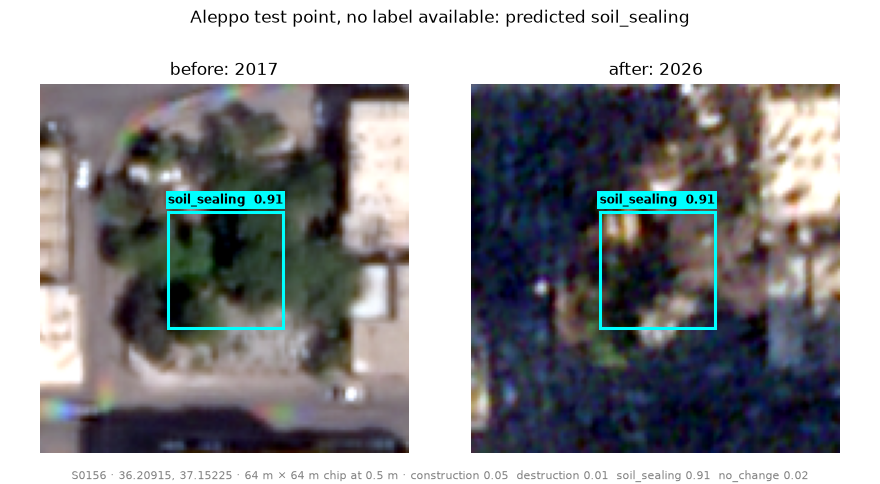 Aleppo test point, no label available: predicted soil_sealing
before: 2017
after: 2026
soil_sealing 0.91
soil_sealing 0.91
S0156 · 36.20915, 37.15225 · 64 m × 64 m chip at 0.5 m · construction 0.05 destruction 0.01 soil_sealing 0.91 no_change 0.02